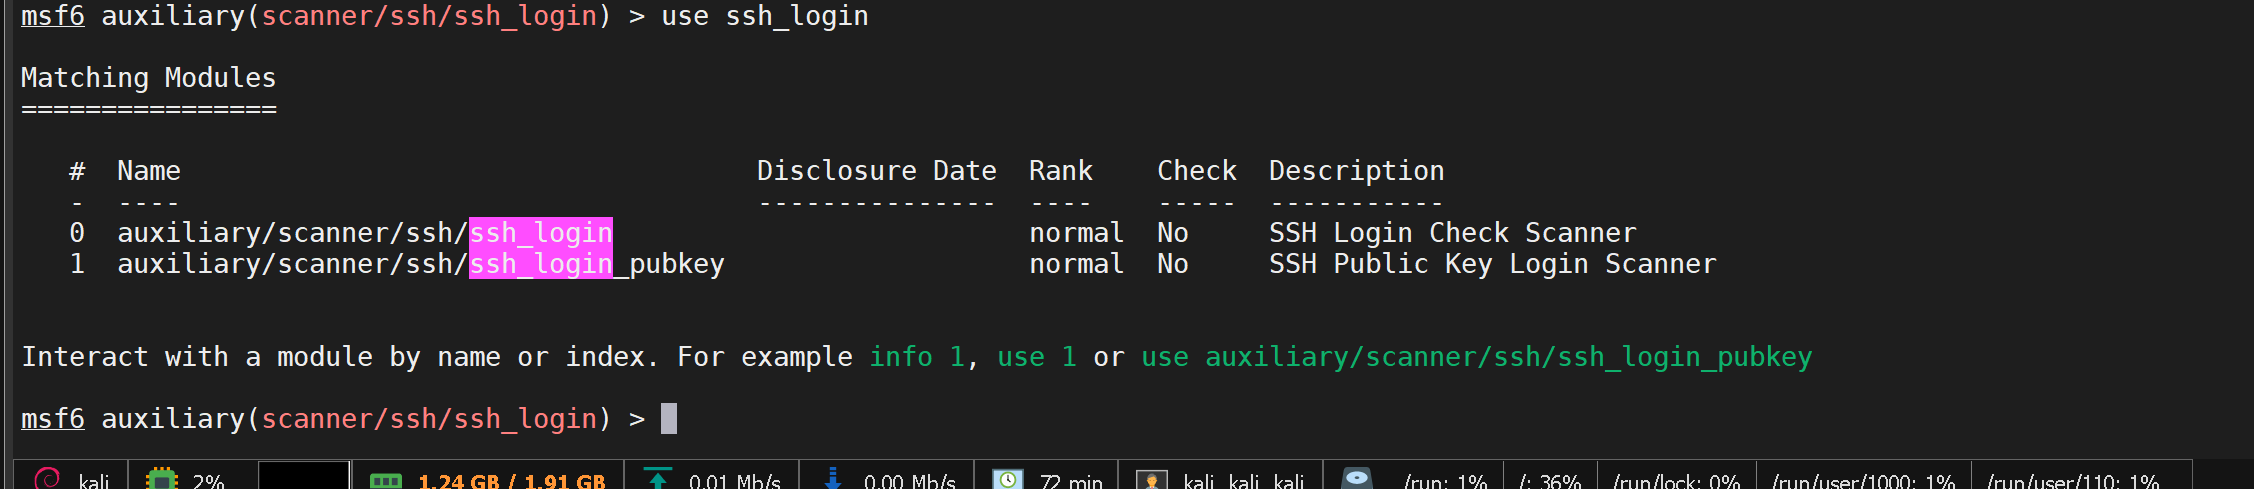 msf6 auxiliary(scanner/ssh/ssh_login) > use ssh_login
Matching Modules
================
#  Name                                    Disclosure Date  Rank    Check  Description
-  ----                                    ---------------  ----    -----  -----------
0  auxiliary/scanner/ssh/ssh_login                          normal  No     SSH Login Check Scanner
1  auxiliary/scanner/ssh/ssh_login_pubkey                   normal  No     SSH Public Key Login Scanner
Interact with a module by name or index. For example info 1, use 1 or use auxiliary/scanner/ssh/ssh_login_pubkey
msf6 auxiliary(scanner/ssh/ssh_login) >
kali 2% 1.24 GB / 1.91 GB 0.01 Mb/s 0.00 Mb/s 72 min kali kali kali /run: 1% /: 36% /run/lock: 0% /run/user/1000: 1% /run/user/110: 1%